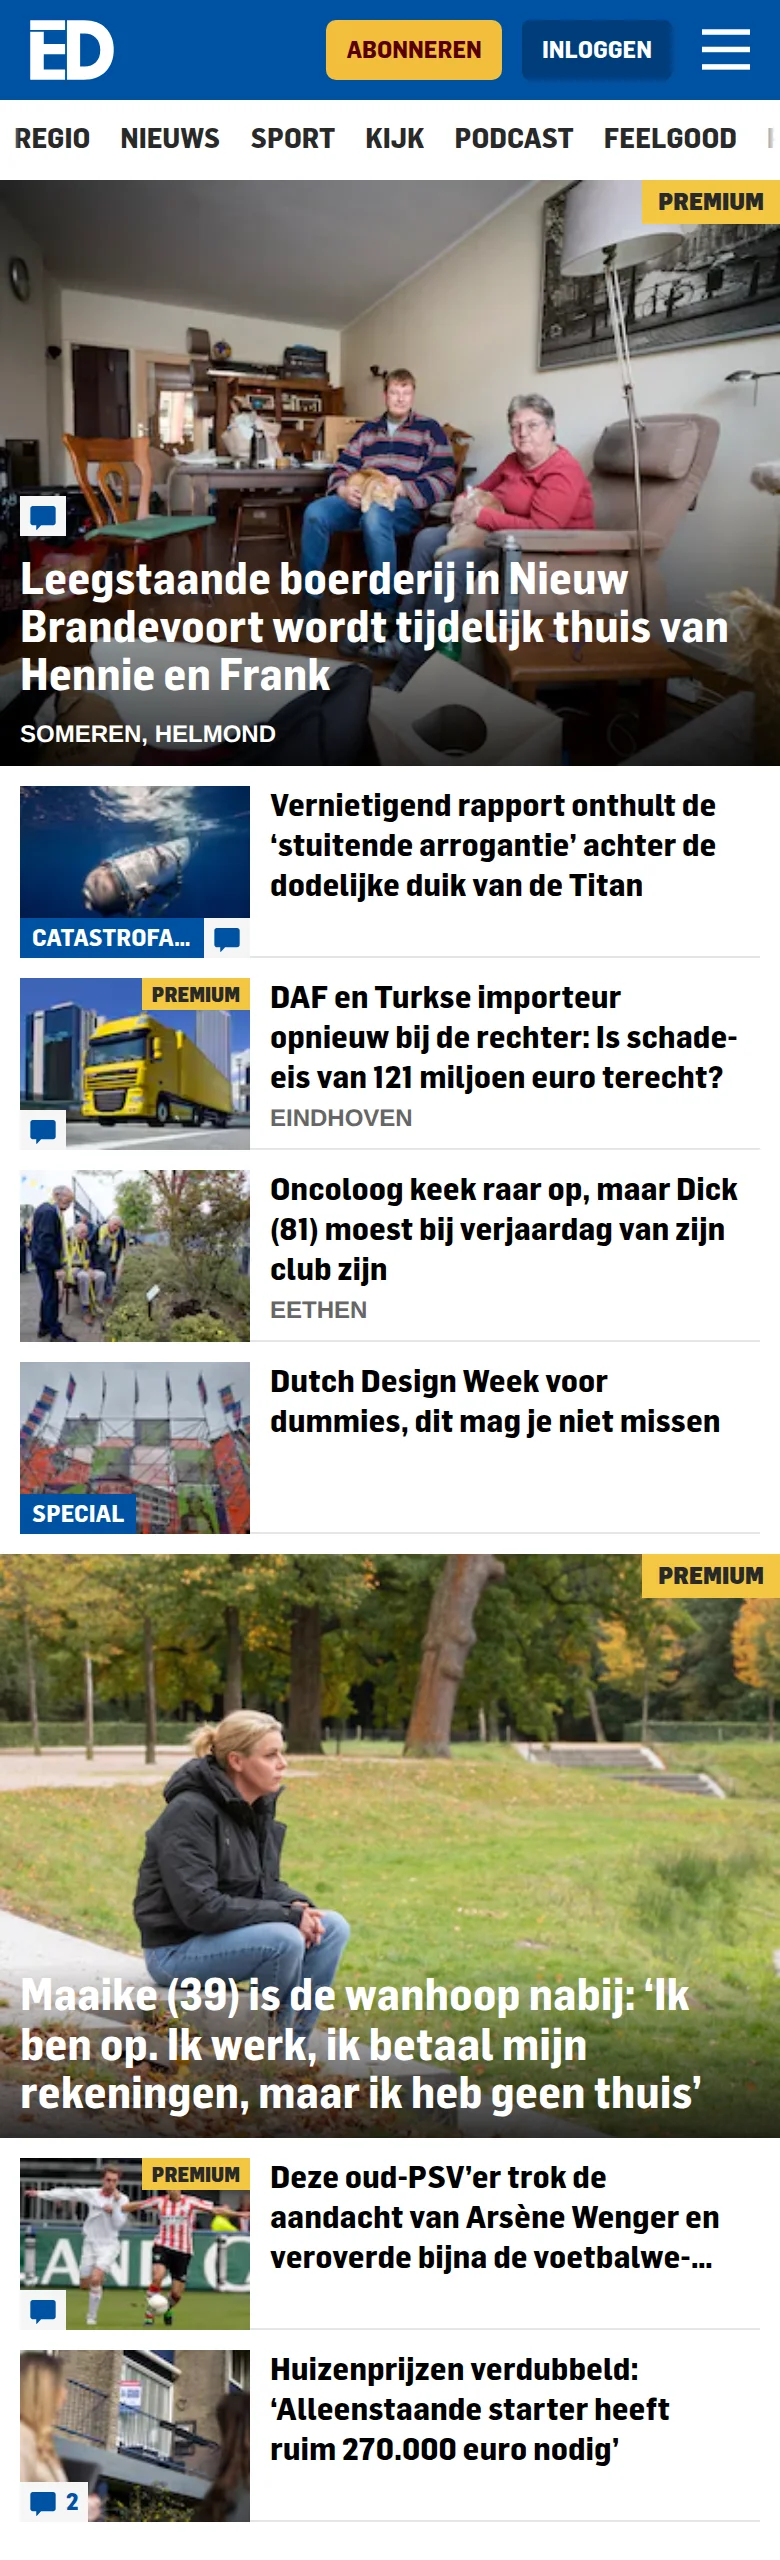 ED
ABONNEREN
INLOGGEN
REGIO NIEUWS SPORT KIJK PODCAST FEELGOOD
PREMIUM
Leegstaande boerderij in Nieuw
Brandevoort wordt tijdelijk thuis van
Hennie en Frank
SOMEREN, HELMOND
Vernietigend rapport onthult de
‘stuitende arrogantie’ achter de
dodelijke duik van de Titan
CATASTROFA...
PREMIUM
DAF en Turkse importeur
opnieuw bij de rechter: Is schade-
eis van 121 miljoen euro terecht?
EINDHOVEN
Oncoloog keek raar op, maar Dick
(81) moest bij verjaardag van zijn
club zijn
EETHEN
Dutch Design Week voor
dummies, dit mag je niet missen
SPECIAL
PREMIUM
Maaike (39) is de wanhoop nabij: ‘Ik
ben op. Ik werk, ik betaal mijn
rekeningen, maar ik heb geen thuis’
PREMIUM
Deze oud-PSV’er trok de
aandacht van Arsène Wenger en
veroverde bijna de voetbalwe-...
Huizenprijzen verdubbeld:
‘Alleenstaande starter heeft
ruim 270.000 euro nodig’
2